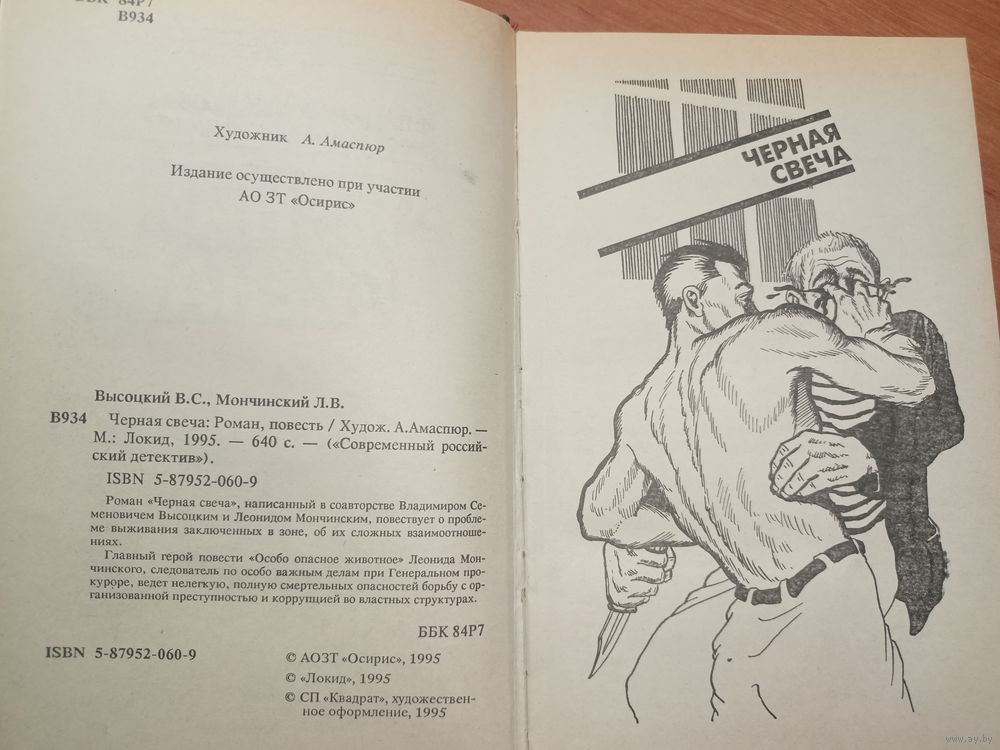 ББК 84Р7
В934
Художник А. Амаспюр
Издание осуществлено при участии
АО ЗТ «Осирис»
Высоцкий В.С., Мончинский Л.В.
В934 Черная свеча: Роман, повесть / Худож. А.Амаспюр. —
М.: Локид, 1995. — 640 с. — («Современный россий-
ский детектив»).
ISBN 5-87952-060-9
Роман «Черная свеча», написанный в соавторстве Владимиром Се-
меновичем Высоцким и Леонидом Мончинским, повествует о пробле-
ме выживания заключенных в зоне, об их сложных взаимоотноше-
ниях.
Главный герой повести «Особо опасное животное» Леонида Мон-
чинского, следователь по особо важным делам при Генеральном про-
куроре, ведет нелегкую, полную смертельных опасностей борьбу с ор-
ганизованной преступностью и коррупцией во властных структурах.
ББК 84Р7
ISBN 5-87952-060-9
© АОЗТ «Осирис», 1995
© «Локид», 1995
© СП «Квадрат», художествен-
ное оформление, 1995
ЧЕРНАЯ
СВЕЧА
www.ay.by